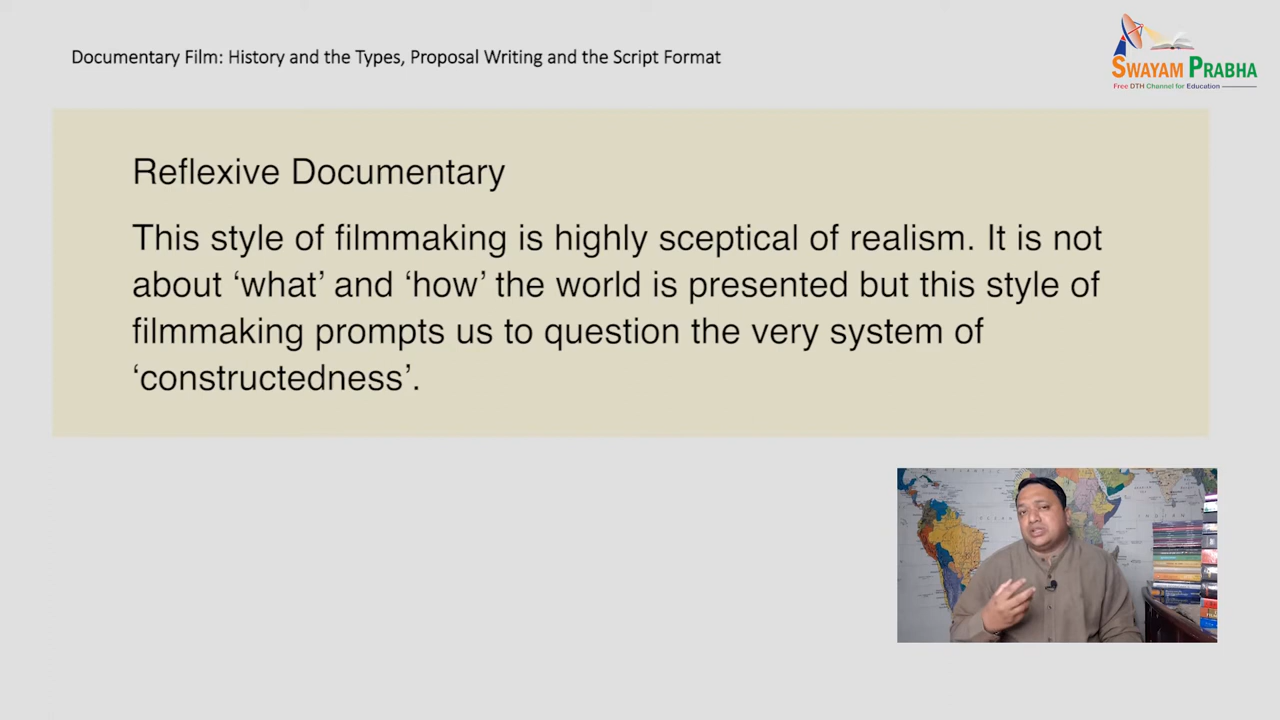 Documentary Film: History and the Types, Proposal Writing and the Script Format
SWAYAM PRABHA
Free DTH Channel for Education
Reflexive Documentary
This style of filmmaking is highly sceptical of realism. It is not
about ‘what’ and ‘how’ the world is presented but this style of
filmmaking prompts us to question the very system of
‘constructedness’.